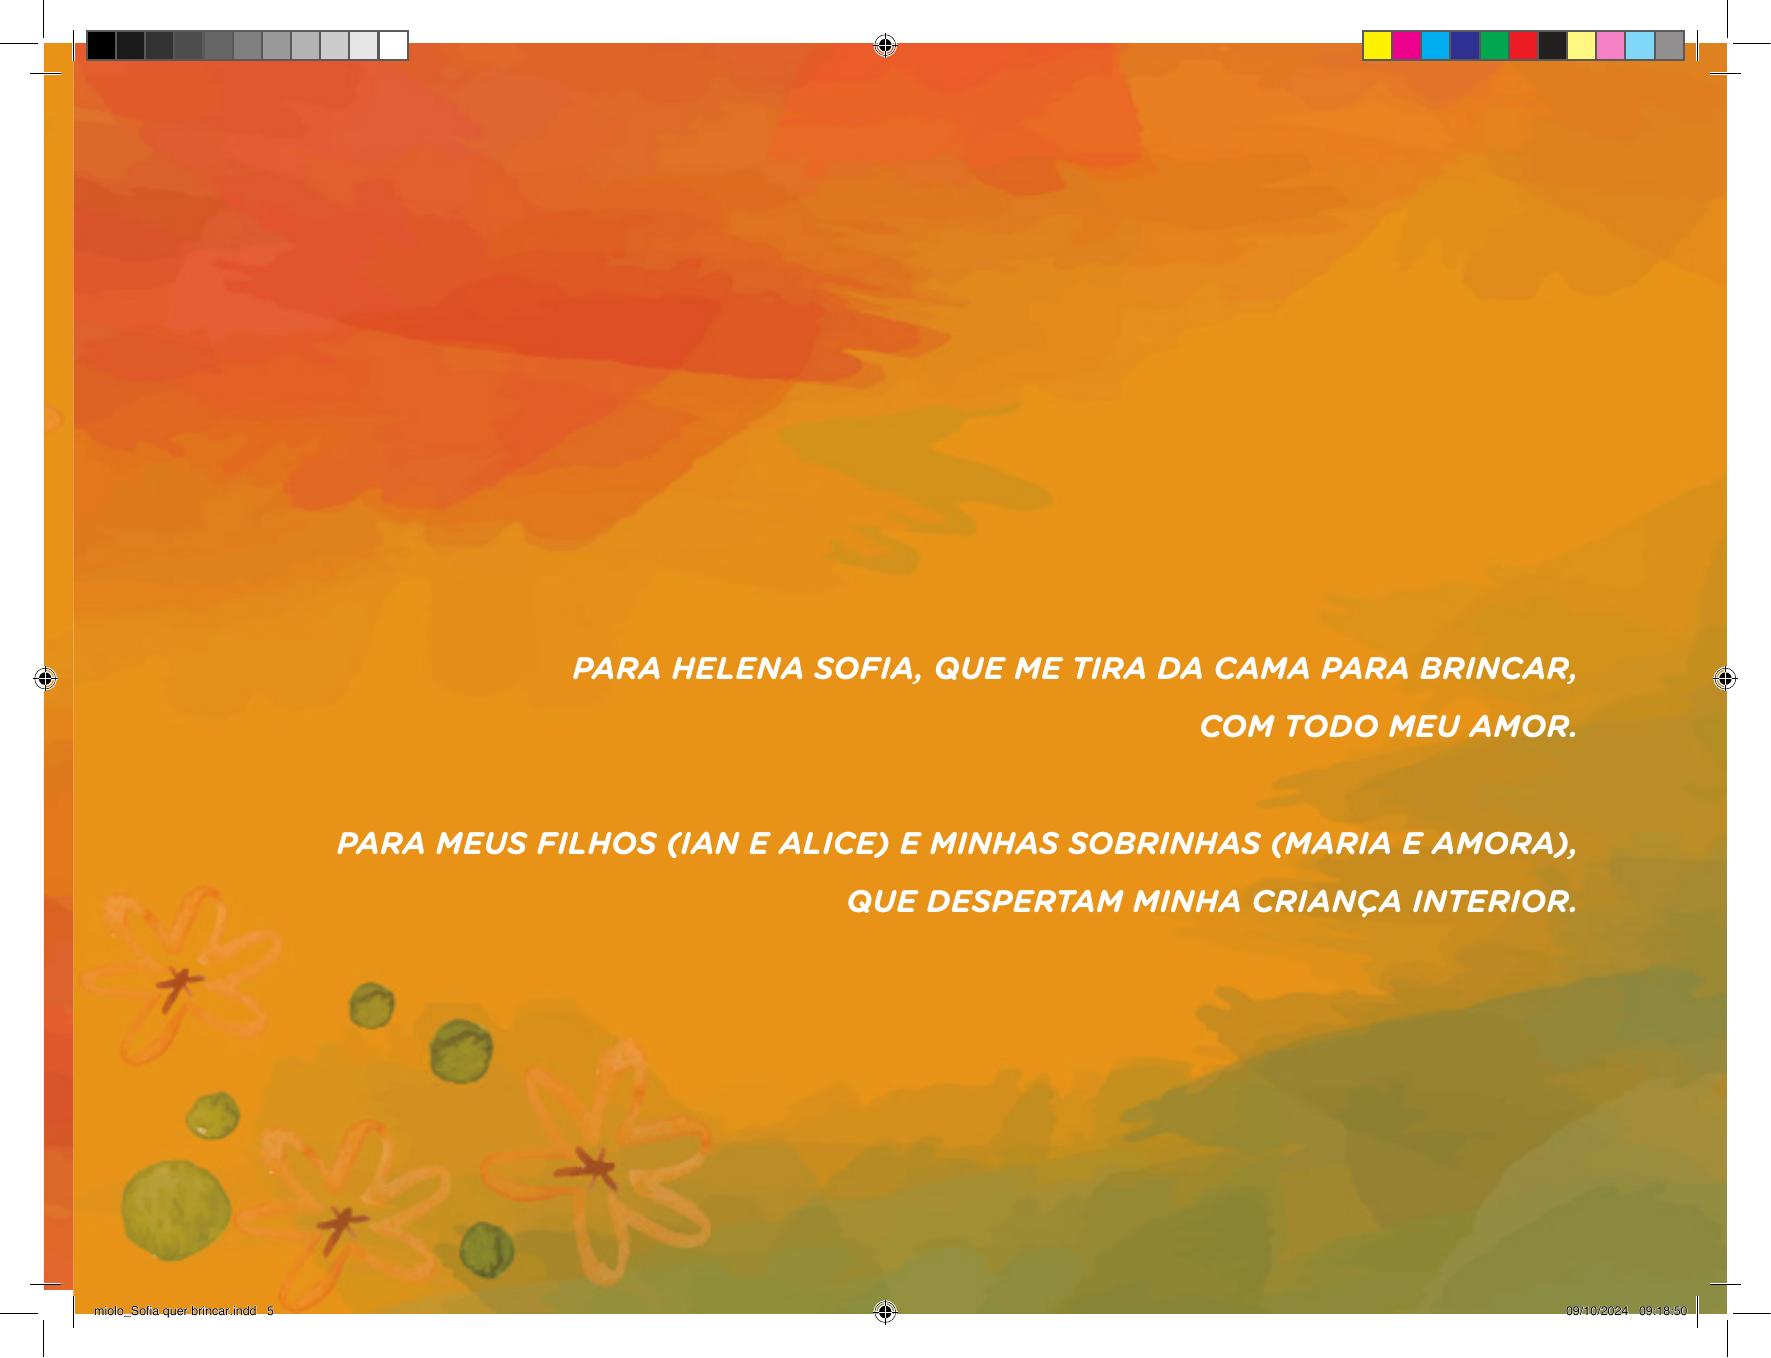 PARA HELENA SOFIA, QUE ME TIRA DA CAMA PARA BRINCAR,
COM TODO MEU AMOR.
PARA MEUS FILHOS (IAN E ALICE) E MINHAS SOBRINHAS (MARIA E AMORA),
QUE DESPERTAM MINHA CRIANÇA INTERIOR.
miolo_Sofia quer brincar.indd 5
09/10/2024 09:18:50